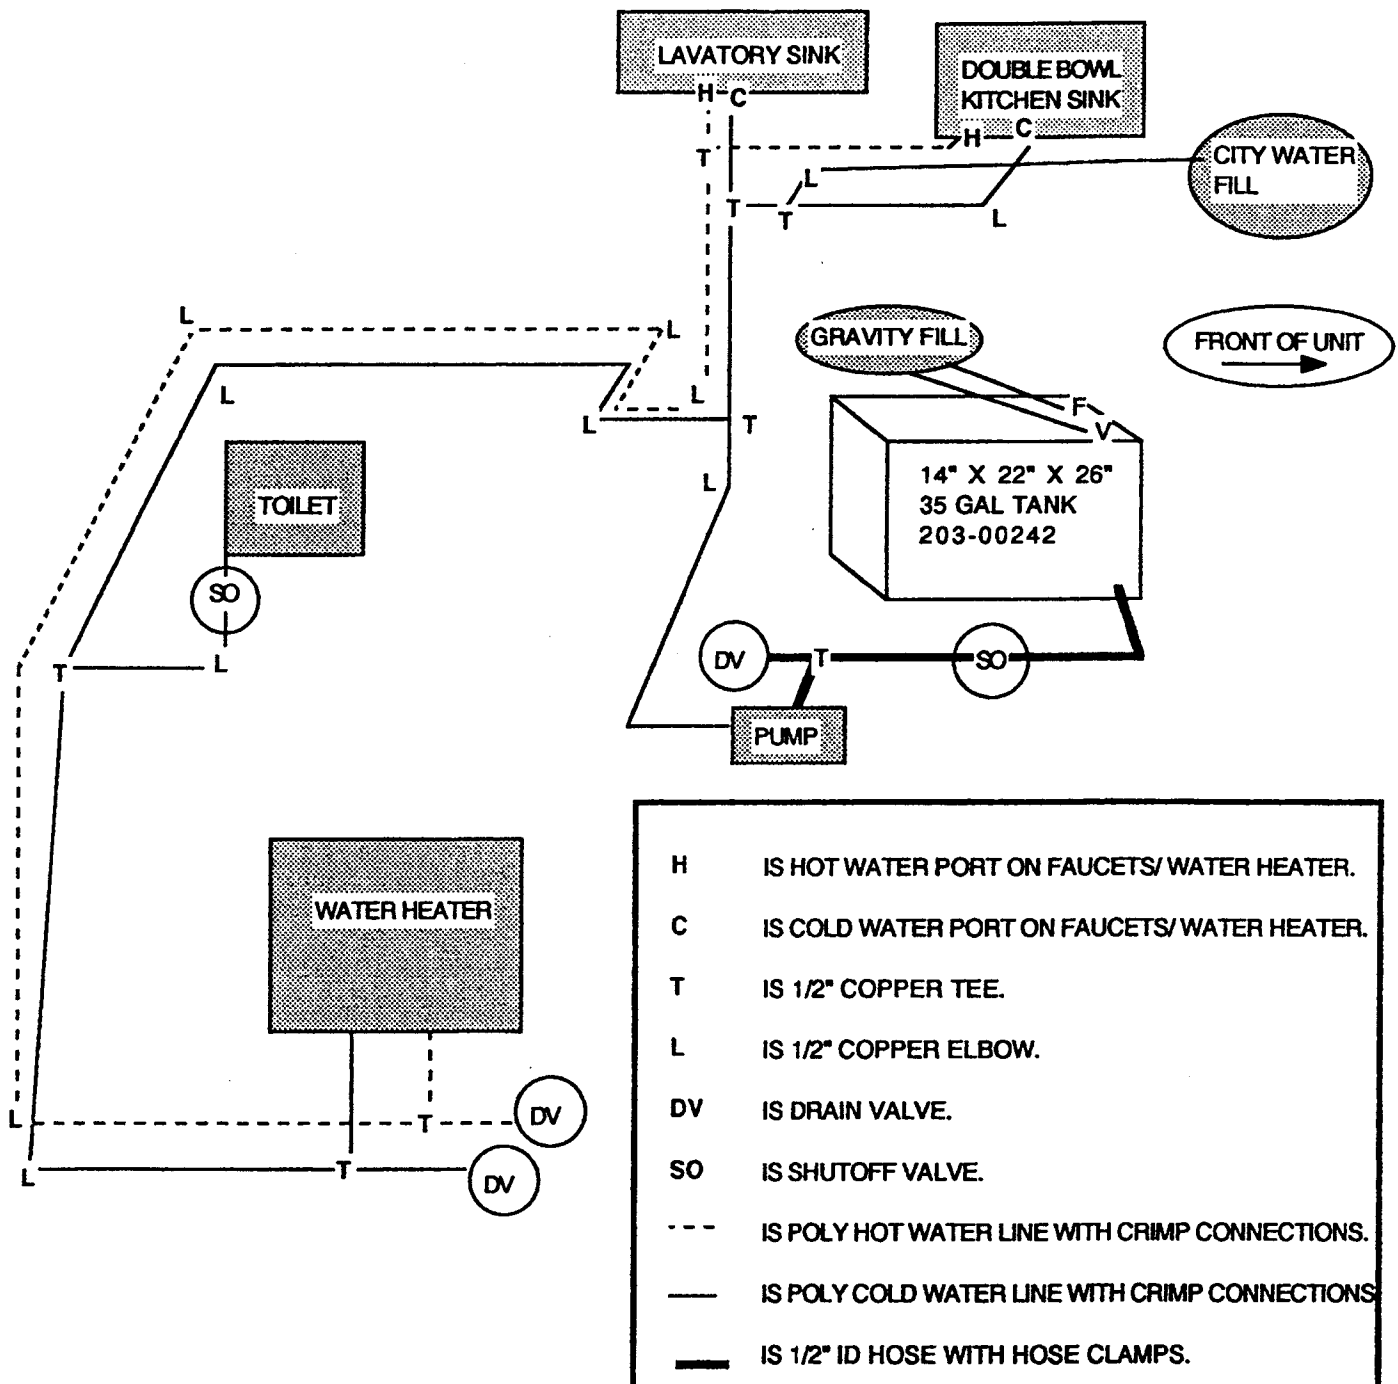 LAVATORY SINK
H C
DOUBLE BOWL
KITCHEN SINK
H C
CITY WATER
FILL
T
L
T
T
L
L
L
GRAVITY FILL
FRONT OF UNIT
L
L
L
T
F
V
L
14" X 22" X 26"
35 GAL TANK
203-00242
TOILET
SO
T
L
DV
T
SO
PUMP
WATER HEATER
L
T
DV
L
T
DV
H IS HOT WATER PORT ON FAUCETS/ WATER HEATER.
C IS COLD WATER PORT ON FAUCETS/ WATER HEATER.
T IS 1/2" COPPER TEE.
L IS 1/2" COPPER ELBOW.
DV IS DRAIN VALVE.
SO IS SHUTOFF VALVE.
IS POLY HOT WATER LINE WITH CRIMP CONNECTIONS.
IS POLY COLD WATER LINE WITH CRIMP CONNECTIONS
IS 1/2" ID HOSE WITH HOSE CLAMPS.